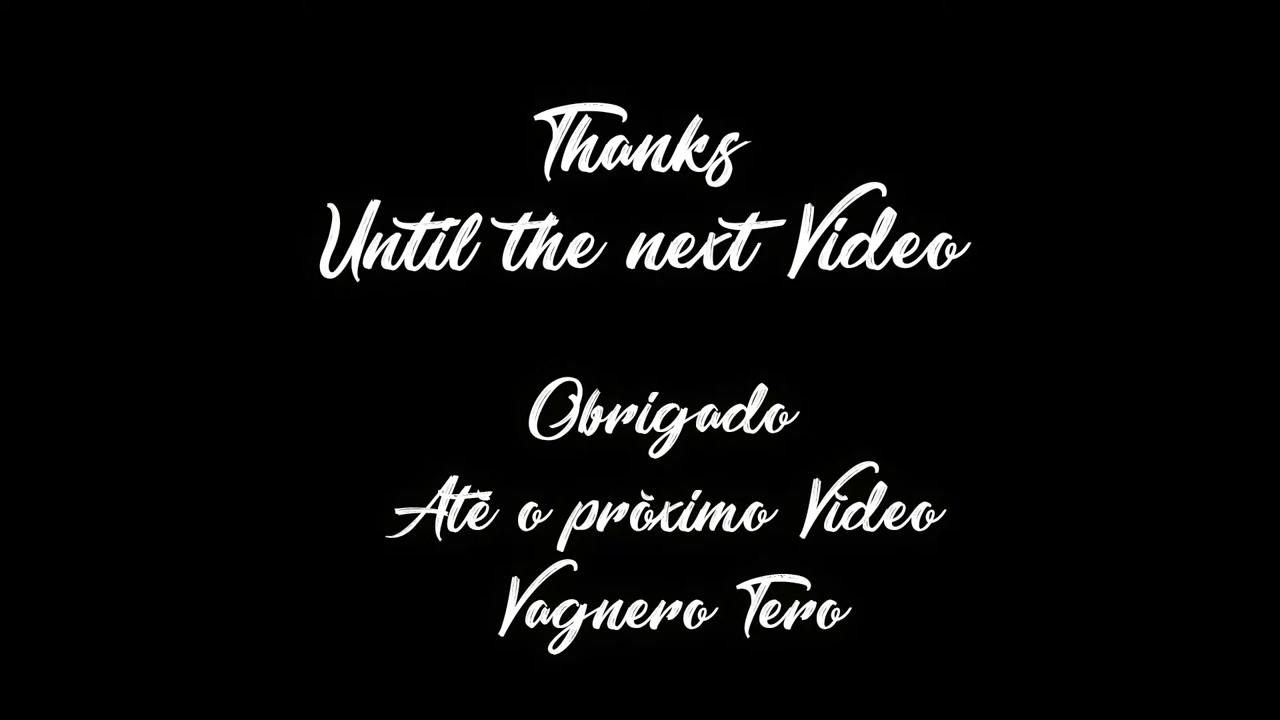 Thanks
Until the next Video
Obrigado
Atè o pròximo Vìdeo
Vagnero Tero